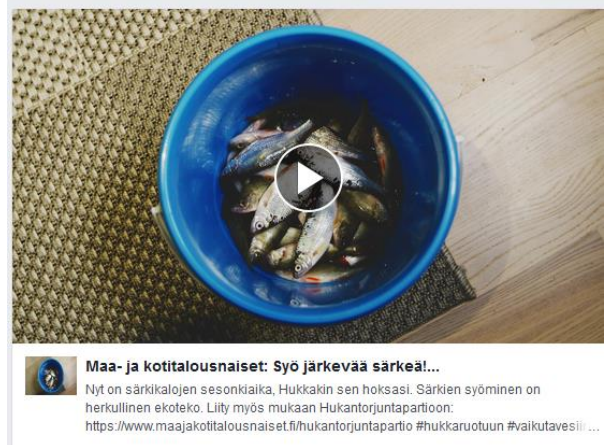 Maa- ja kotitalousnaiset: Syö järkevää särkeä!...
Nyt on särkikalojen sesonkiaika, Hukkakin sen hoksasi. Särkien syöminen on
herkullinen ekoteko. Liity myös mukaan Hukantorjuntapartioon:
https://www.maajakotitalousnaiset.fi/hukantorjuntapartio #hukkaruotuun #vaikutavesiin...